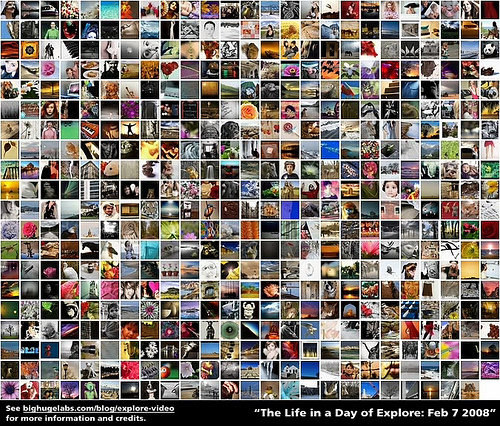 See bighugelabs.com/blog/explore-video
for more information and credits.
"The Life in a Day of Explore: Feb 7 2008"